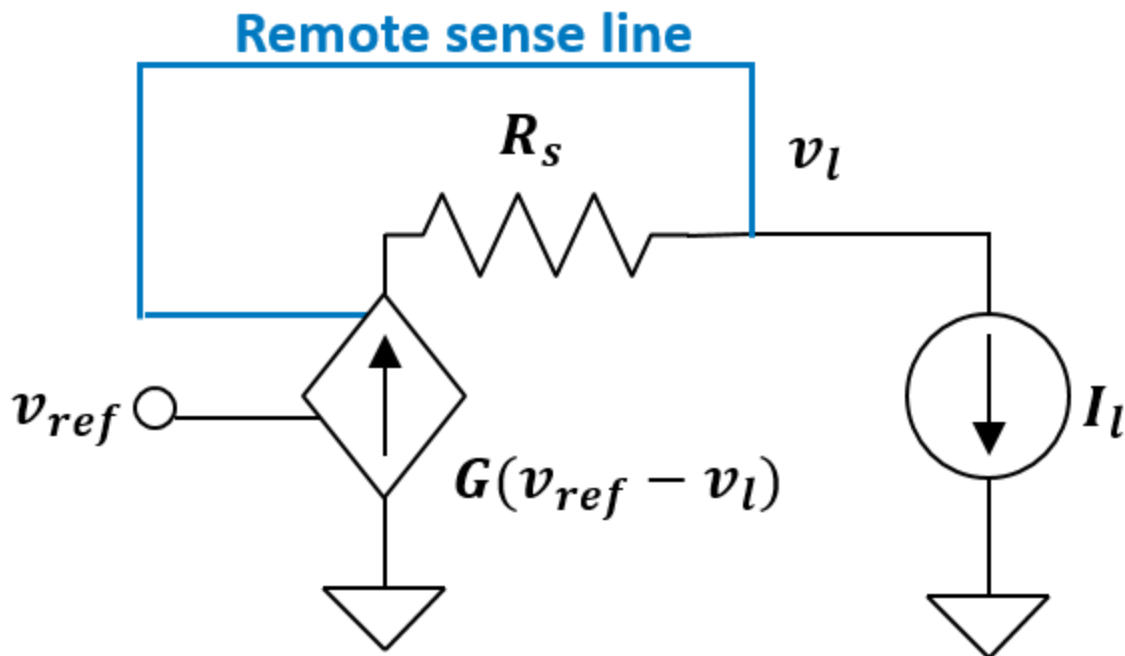 Remote sense line
R_s
v_l
v_ref
G(v_ref − v_l)
I_l